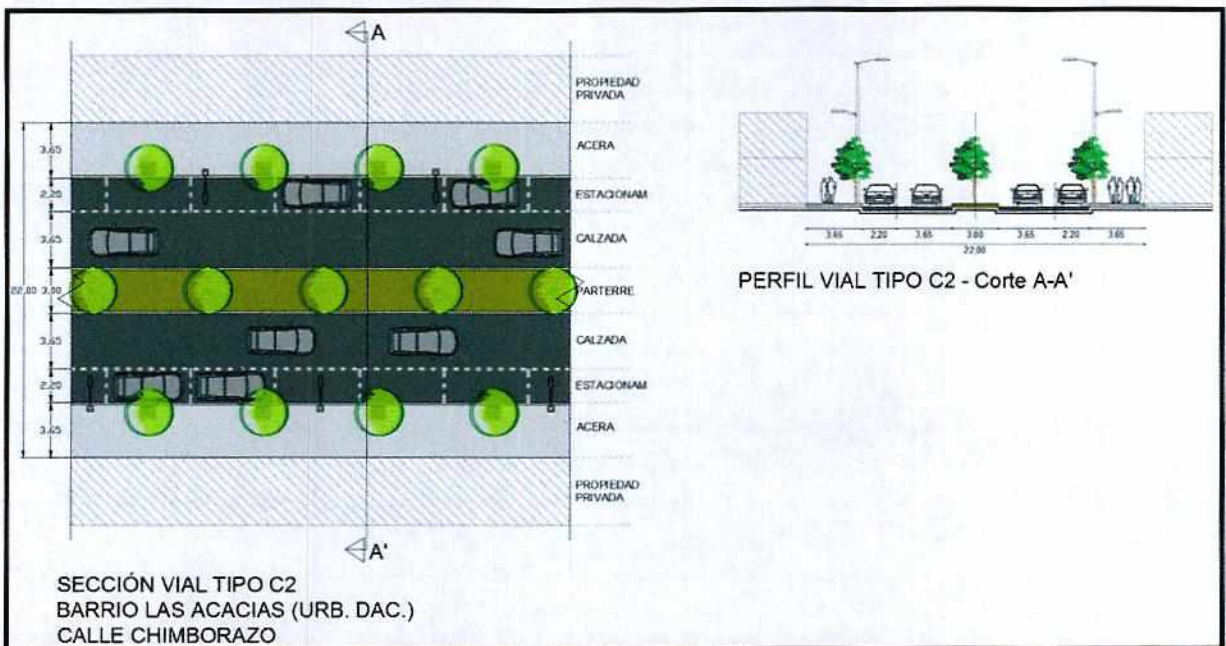 A
PROPIEDAD
PRIVADA
3.65
ACERA
2.20
ESTACIONAM
3.65
CALZADA
22,00 3,00
PARTERRE
3.65
CALZADA
2.20
ESTACIONAM
3.65
ACERA
PROPIEDAD
PRIVADA
A'
SECCIÓN VIAL TIPO C2
BARRIO LAS ACACIAS (URB. DAC.)
CALLE CHIMBORAZO
3.65 2.20 3.65 3.00 3.65 2.20 3.65
22.00
PERFIL VIAL TIPO C2 - Corte A-A'